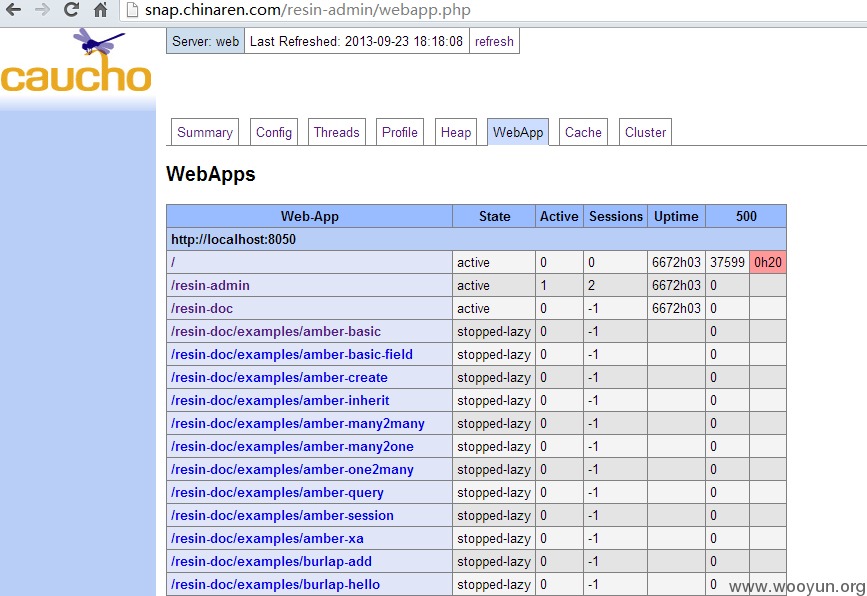 snap.chinaren.com/resin-admin/webapp.php
caucho
Server: web Last Refreshed: 2013-09-23 18:18:08 refresh
Summary Config Threads Profile Heap WebApp Cache Cluster
WebApps
Web-App State Active Sessions Uptime 500
http://localhost:8050
/ active 0 0 6672h03 37599 0h20
/resin-admin active 1 2 6672h03 0
/resin-doc active 0 -1 6672h03 0
/resin-doc/examples/amber-basic stopped-lazy 0 -1 0
/resin-doc/examples/amber-basic-field stopped-lazy 0 -1 0
/resin-doc/examples/amber-create stopped-lazy 0 -1 0
/resin-doc/examples/amber-inherit stopped-lazy 0 -1 0
/resin-doc/examples/amber-many2many stopped-lazy 0 -1 0
/resin-doc/examples/amber-many2one stopped-lazy 0 -1 0
/resin-doc/examples/amber-one2many stopped-lazy 0 -1 0
/resin-doc/examples/amber-query stopped-lazy 0 -1 0
/resin-doc/examples/amber-session stopped-lazy 0 -1 0
/resin-doc/examples/amber-xa stopped-lazy 0 -1 0
/resin-doc/examples/burlap-add stopped-lazy 0 -1 0
/resin-doc/examples/burlap-hello stopped-lazy 0 -1 0
www.wooyun.org